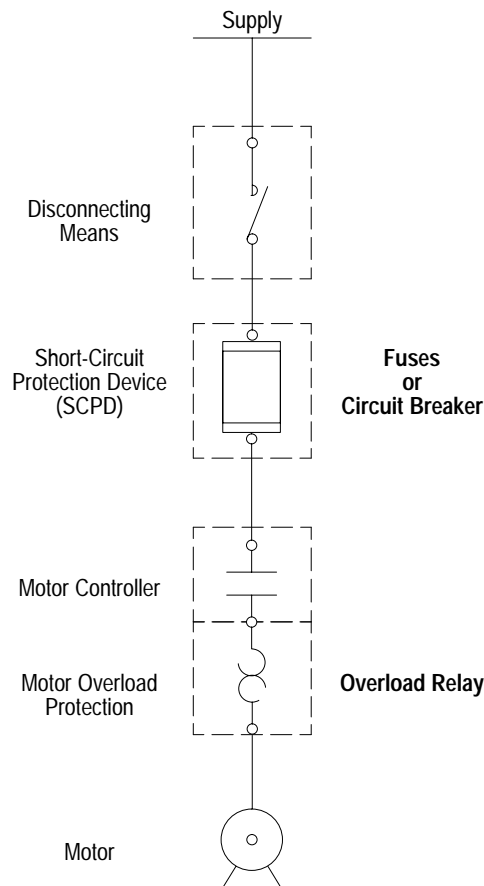 Supply
Disconnecting
Means
Short-Circuit
Protection Device
(SCPD)
Fuses
or
Circuit Breaker
Motor Controller
Motor Overload
Protection
Overload Relay
Motor